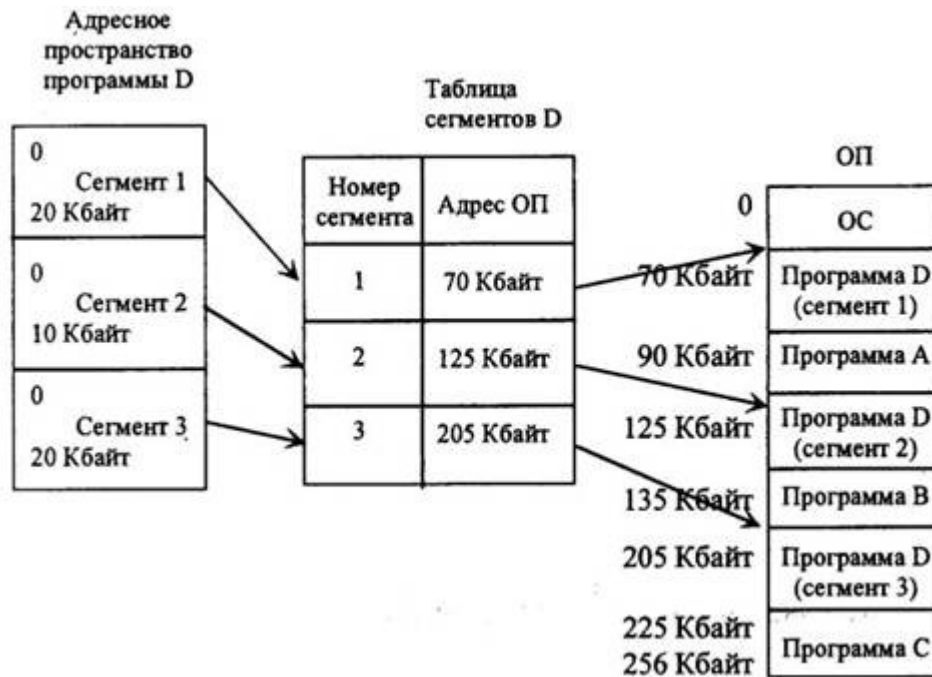 Адресное
пространство
программы D
0
Сегмент 1
20 Кбайт
0
Сегмент 2
10 Кбайт
0
Сегмент 3
20 Кбайт
Таблица
сегментов D
Номер
сегмента
Адрес ОП
1
70 Кбайт
2
125 Кбайт
3
205 Кбайт
ОП
0
ОС
70 Кбайт
Программа D
(сегмент 1)
90 Кбайт
Программа А
125 Кбайт
Программа D
(сегмент 2)
135 Кбайт
Программа В
205 Кбайт
Программа D
(сегмент 3)
225 Кбайт
Программа С
256 Кбайт